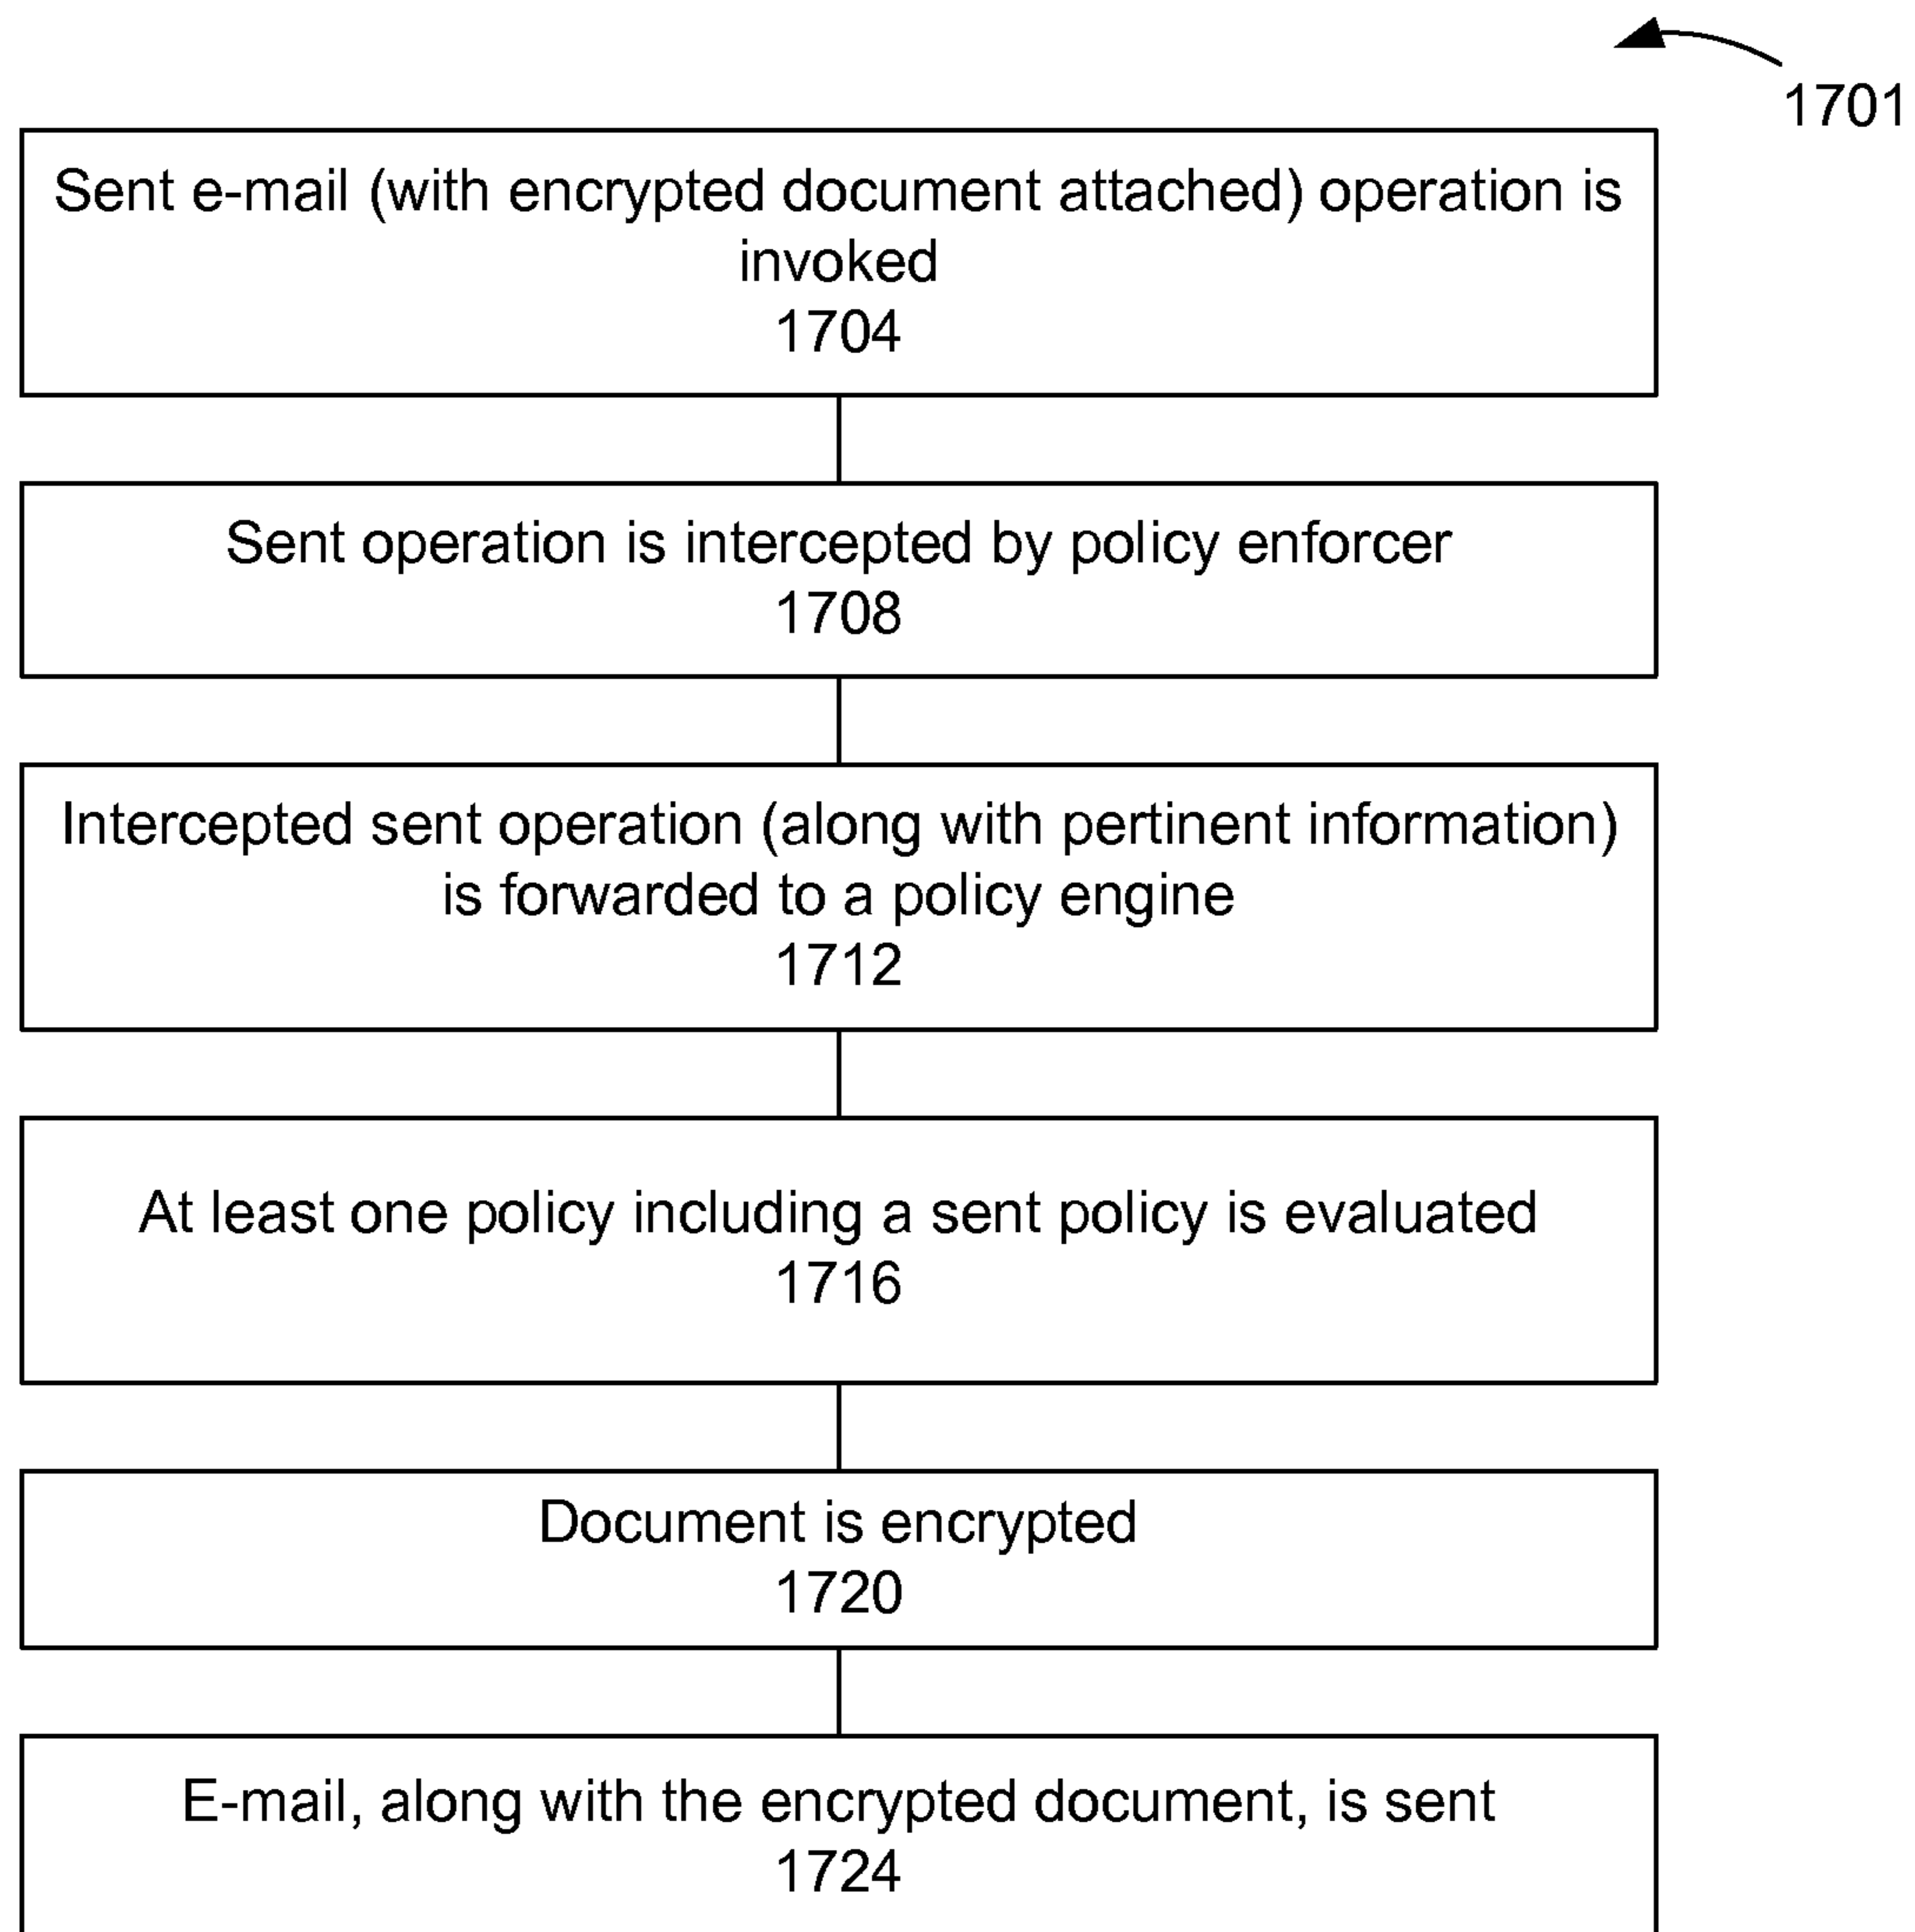 1701
Sent e-mail (with encrypted document attached) operation is
invoked
1704
Sent operation is intercepted by policy enforcer
1708
Intercepted sent operation (along with pertinent information)
is forwarded to a policy engine
1712
At least one policy including a sent policy is evaluated
1716
Document is encrypted
1720
E-mail, along with the encrypted document, is sent
1724